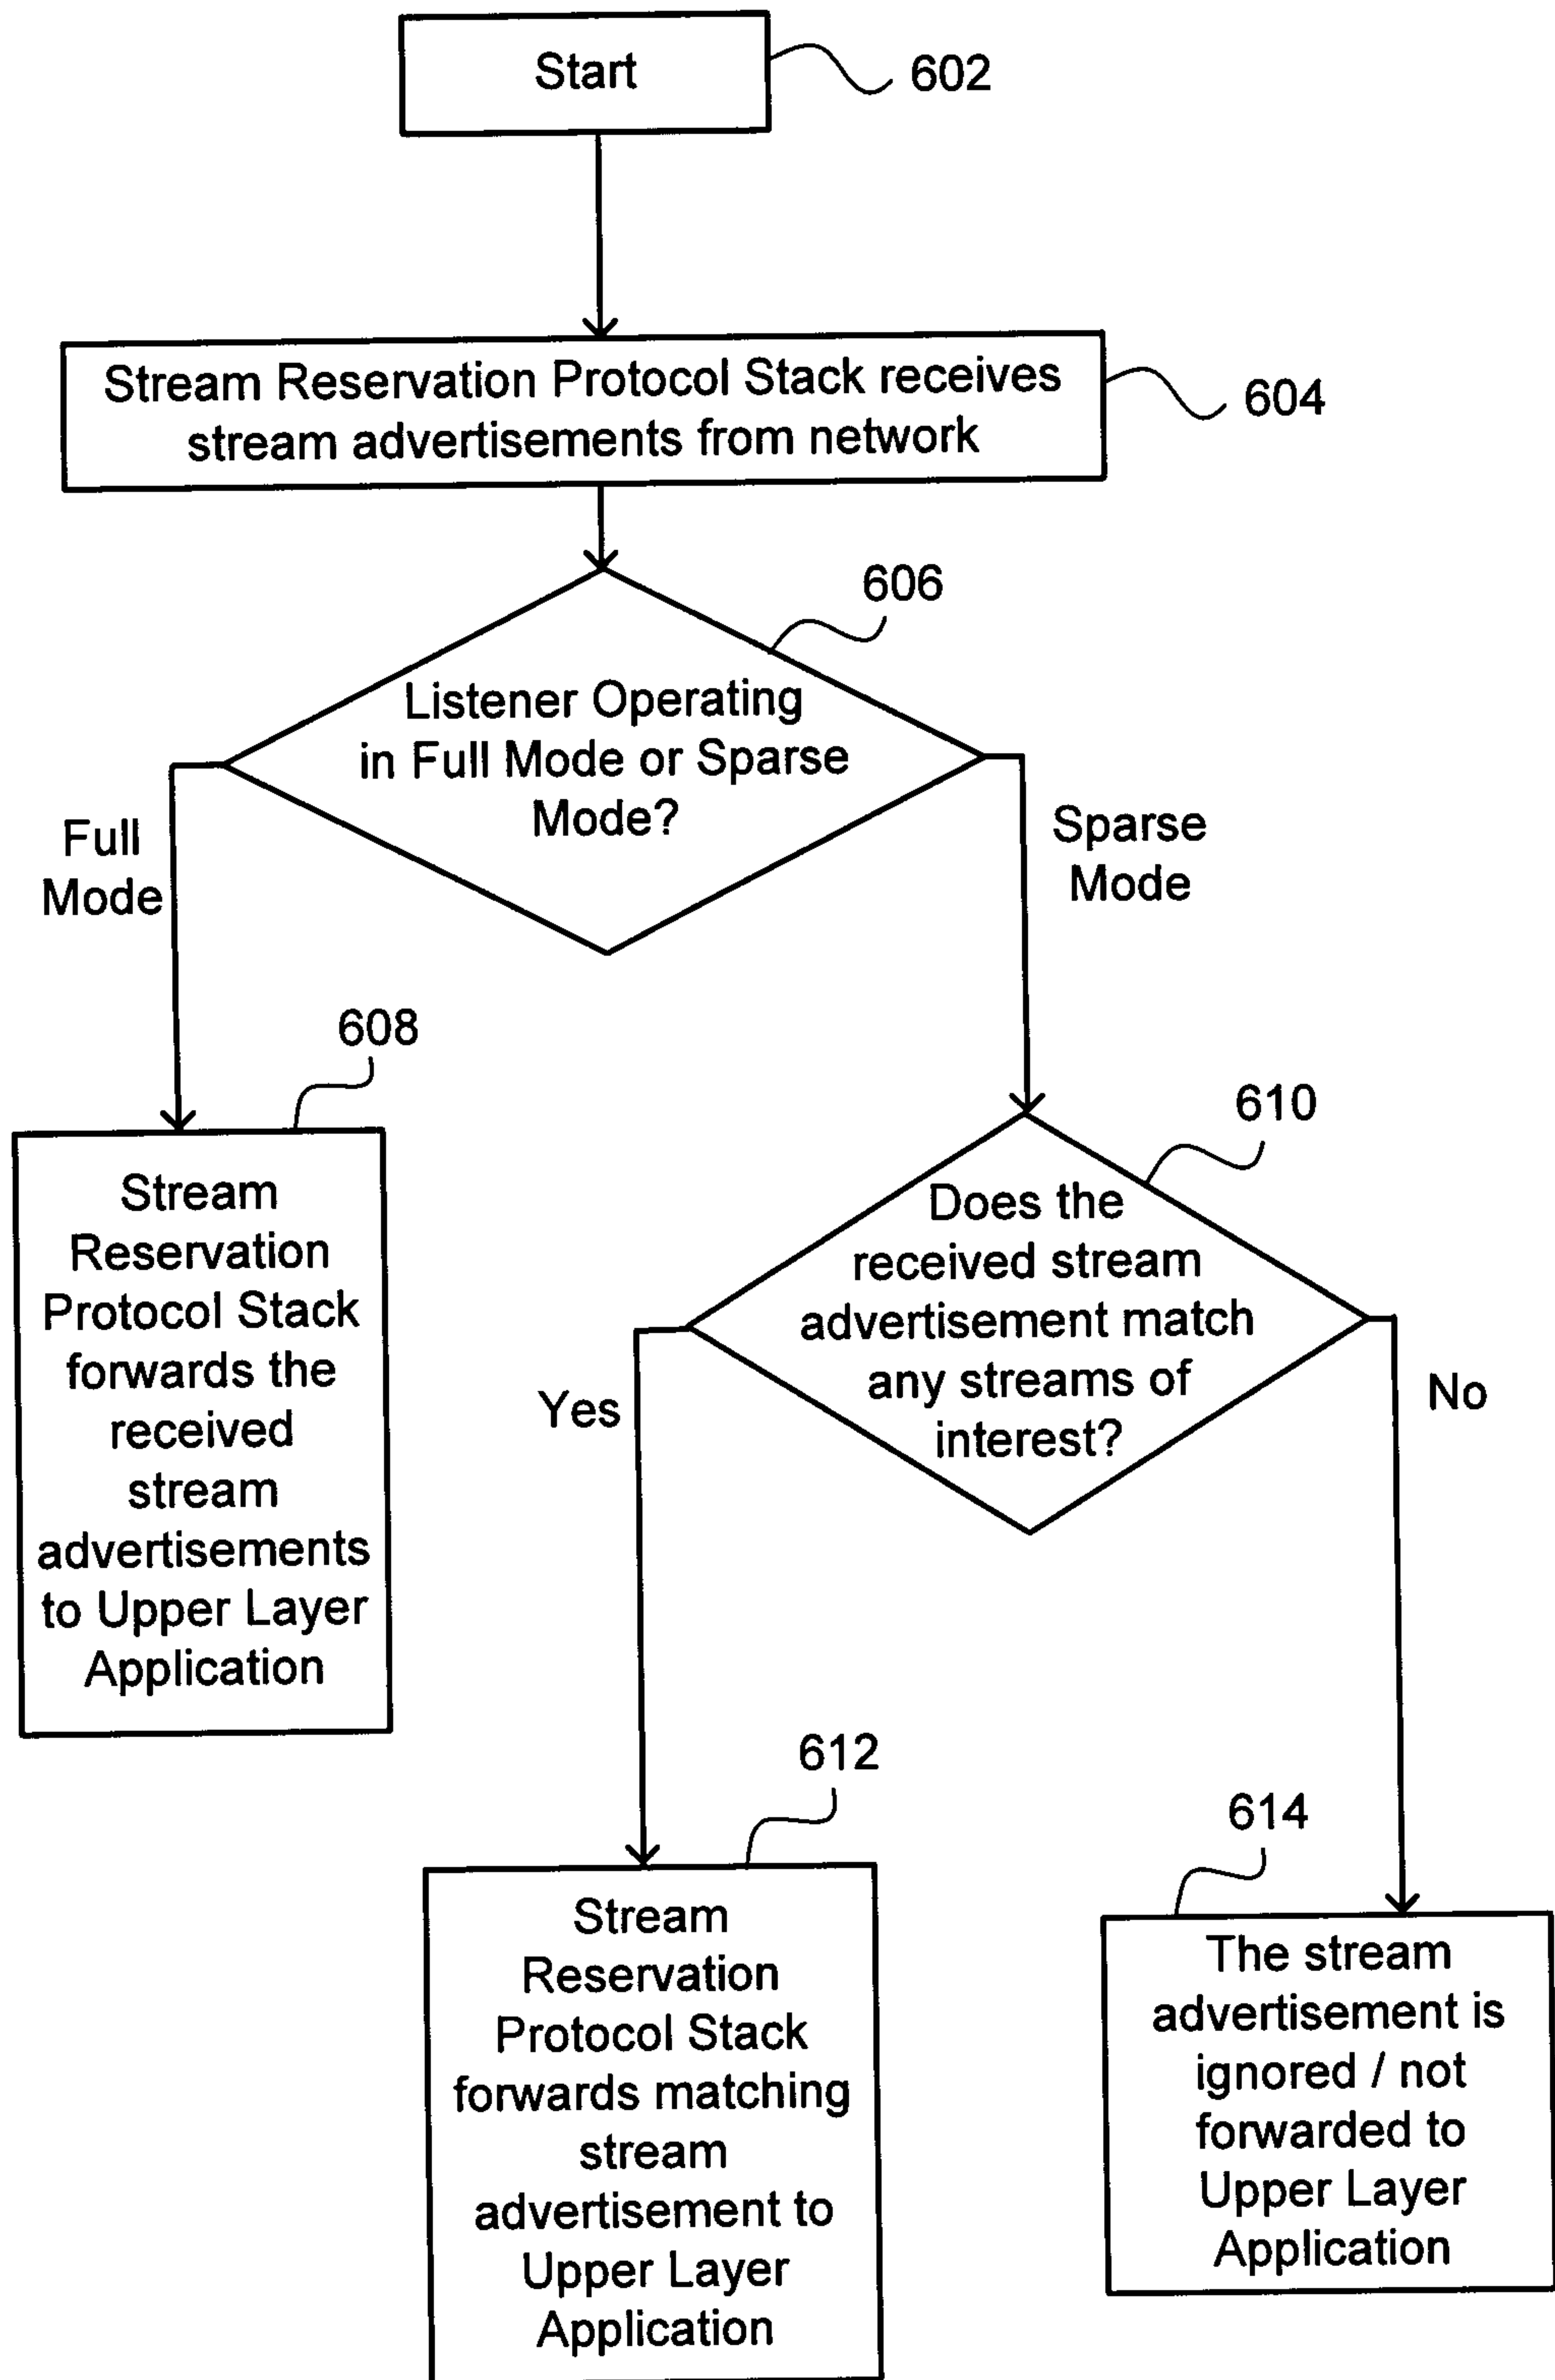 Start
602
Stream Reservation Protocol Stack receives
stream advertisements from network
604
606
Listener Operating
in Full Mode or Sparse
Mode?
Full
Mode
Sparse
Mode
608
Stream
Reservation
Protocol Stack
forwards the
received
stream
advertisements
to Upper Layer
Application
610
Does the
received stream
advertisement match
any streams of
interest?
Yes
No
612
Stream
Reservation
Protocol Stack
forwards matching
stream
advertisement to
Upper Layer
Application
614
The stream
advertisement is
ignored / not
forwarded to
Upper Layer
Application